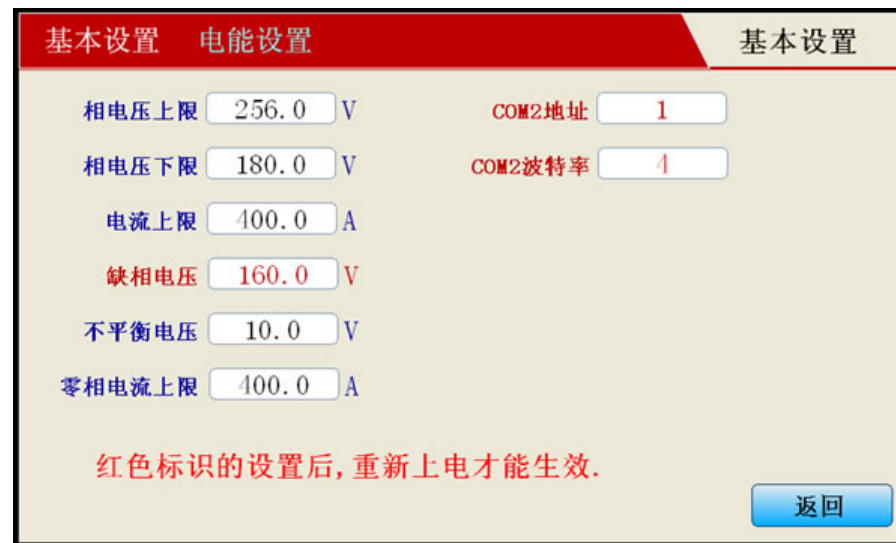 基本设置 电能设置 基本设置
相电压上限 256.0 V COM2地址 1
相电压下限 180.0 V COM2波特率 4
电流上限 400.0 A
缺相电压 160.0 V
不平衡电压 10.0 V
零相电流上限 400.0 A
红色标识的设置后,重新上电才能生效.
返回